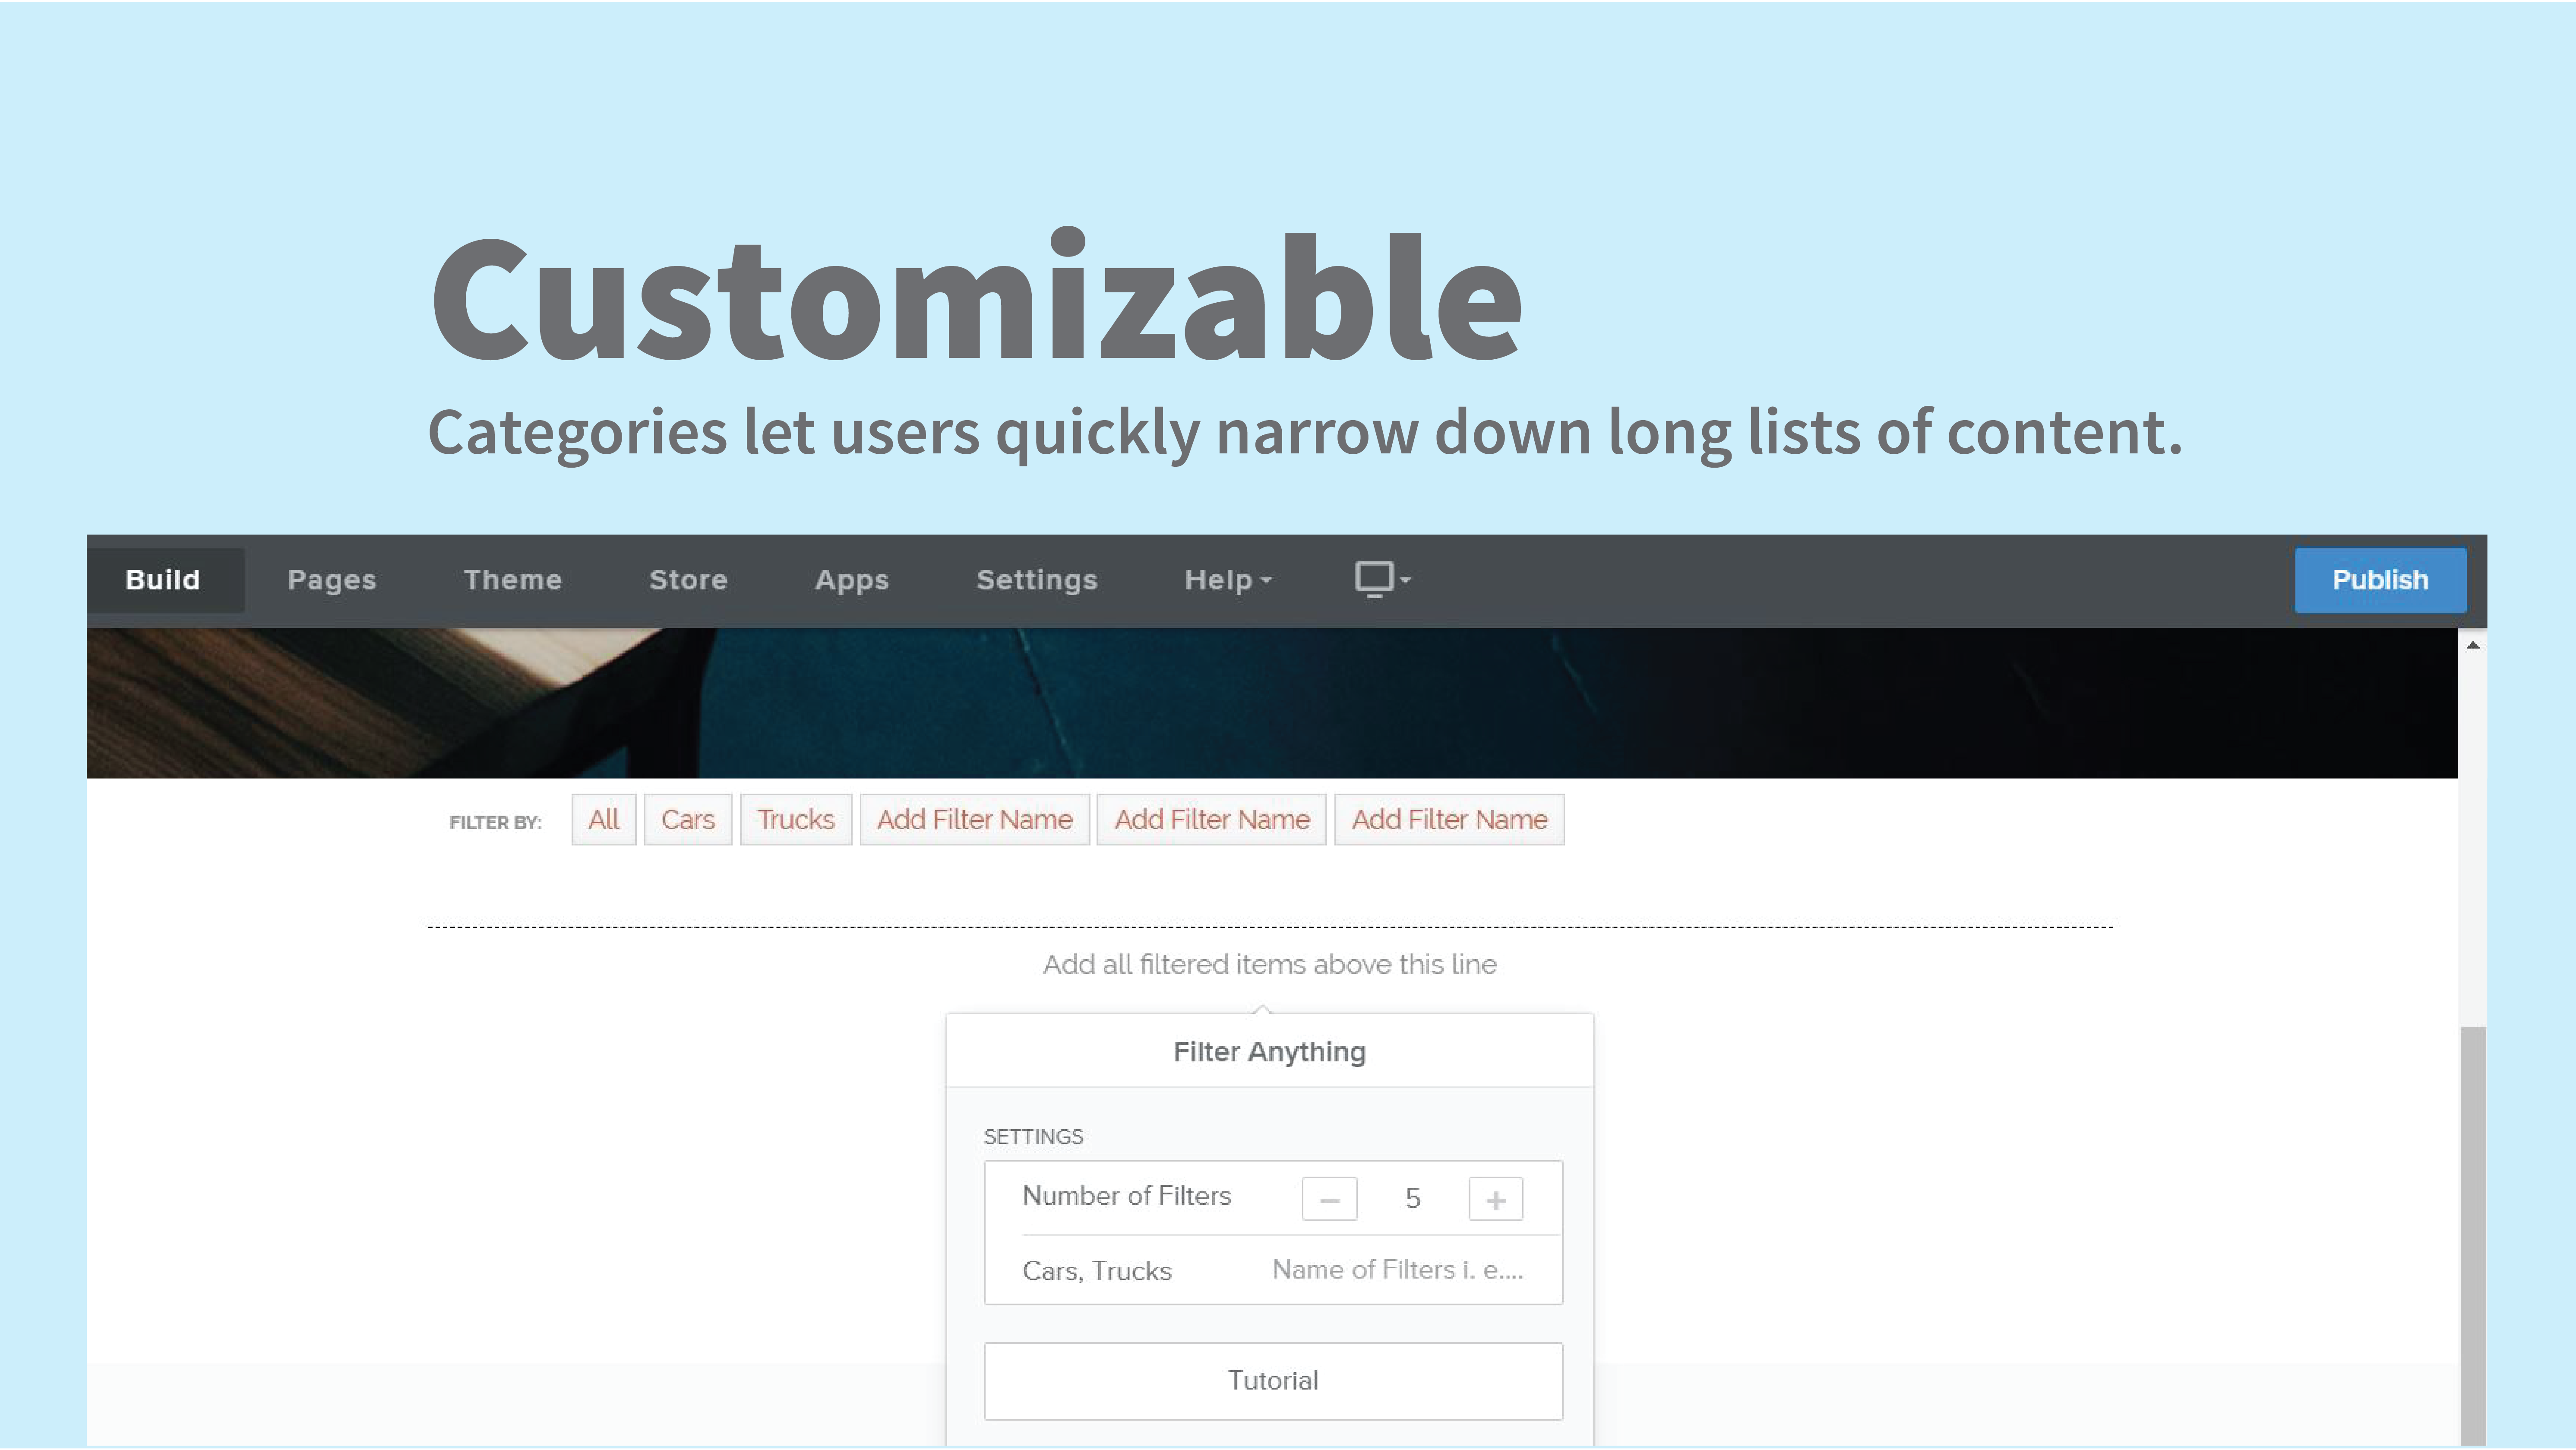 Customizable
Categories let users quickly narrow down long lists of content.
Build Pages Theme Store Apps Settings Help Publish
FILTER BY: All Cars Trucks Add Filter Name Add Filter Name Add Filter Name
Add all filtered items above this line
Filter Anything
SETTINGS
Number of Filters − 5 +
Cars, Trucks Name of Filters i. e....
Tutorial